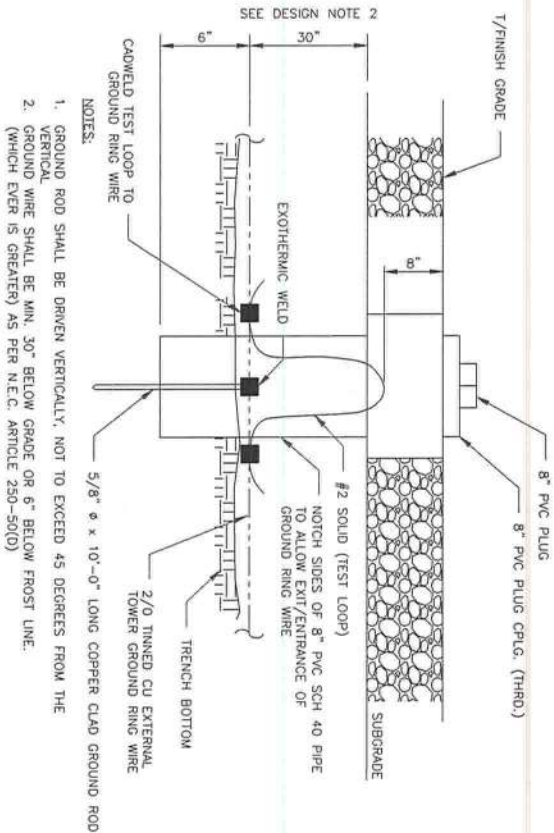 SEE DESIGN NOTE 2
6"
30"
T/FINISH GRADE
8"
8" PVC PLUG
8" PVC PLUG CPLG. (THRD.)
SUBGRADE
CADWELD TEST LOOP TO
GROUND RING WIRE
EXOTHERMIC WELD
#2 SOLID (TEST LOOP)
NOTCH SIDES OF 8" PVC SCH 40 PIPE
TO ALLOW EXIT/ENTRANCE OF
GROUND RING WIRE
TRENCH BOTTOM
2/0 TINNED CU EXTERNAL
TOWER GROUND RING WIRE
5/8" ø x 10'-0" LONG COPPER CLAD GROUND ROD
NOTES:
1. GROUND ROD SHALL BE DRIVEN VERTICALLY, NOT TO EXCEED 45 DEGREES FROM THE
VERTICAL
2. GROUND WIRE SHALL BE MIN. 30" BELOW GRADE OR 6" BELOW FROST LINE.
(WHICH EVER IS GREATER) AS PER N.E.C. ARTICLE 250-50(D)